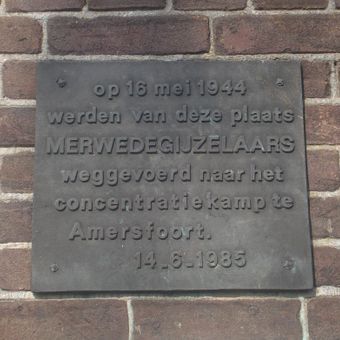 op 16 mei 1944
werden van deze plaats
MERWEDEGIJZELAARS
weggevoerd naar het
concentratiekamp te
Amersfoort.
14-6-1985